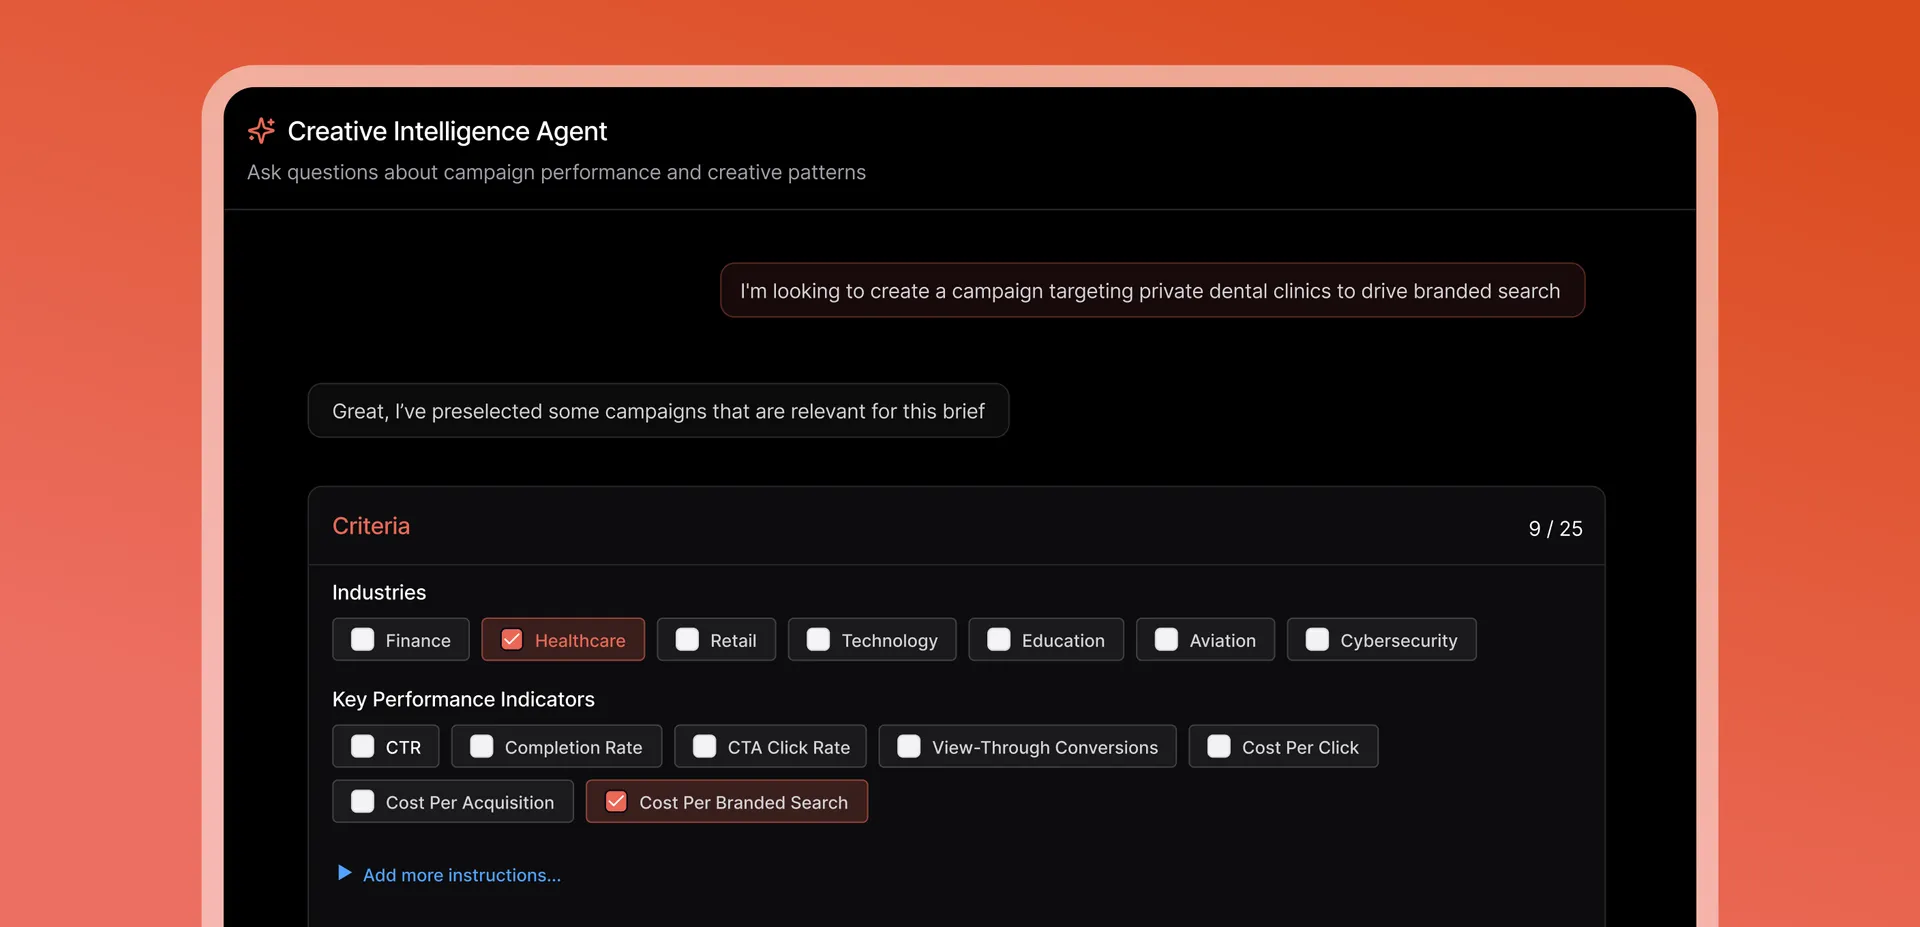 Creative Intelligence Agent
Ask questions about campaign performance and creative patterns
I'm looking to create a campaign targeting private dental clinics to drive branded search
Great, I’ve preselected some campaigns that are relevant for this brief
Criteria 9 / 25
Industries
Finance Healthcare Retail Technology Education Aviation Cybersecurity
Key Performance Indicators
CTR Completion Rate CTA Click Rate View-Through Conversions Cost Per Click
Cost Per Acquisition Cost Per Branded Search
Add more instructions...